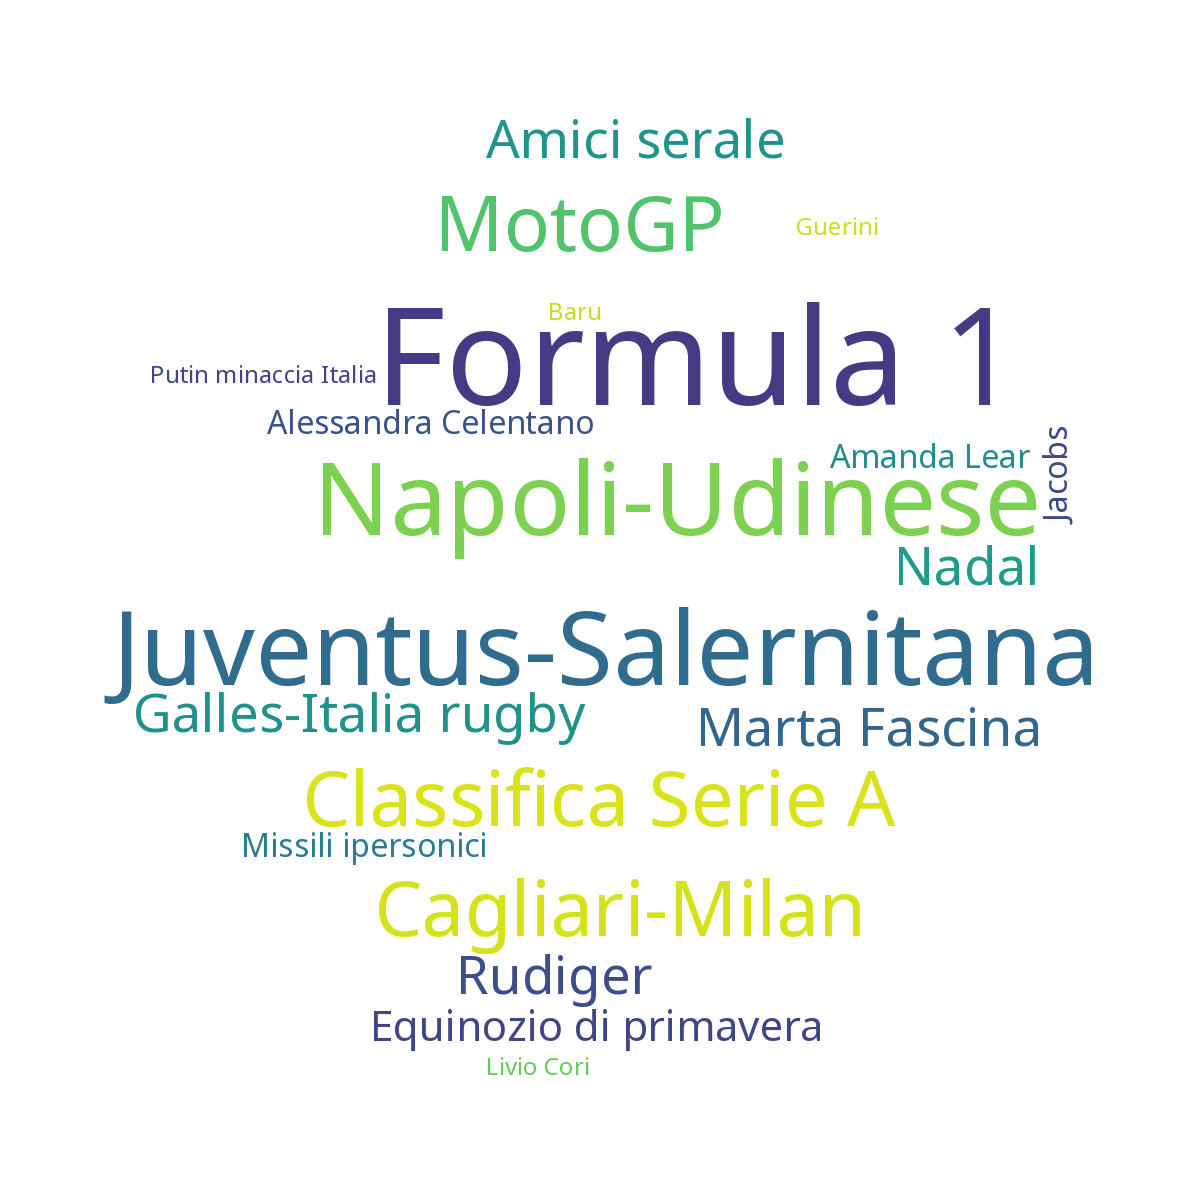 Amici serale
MotoGP
Guerini
Baru
Formula 1
Putin minaccia Italia
Alessandra Celentano
Amanda Lear
Jacobs
Napoli-Udinese
Nadal
Juventus-Salernitana
Galles-Italia rugby
Marta Fascina
Classifica Serie A
Missili ipersonici
Cagliari-Milan
Rudiger
Equinozio di primavera
Livio Cori